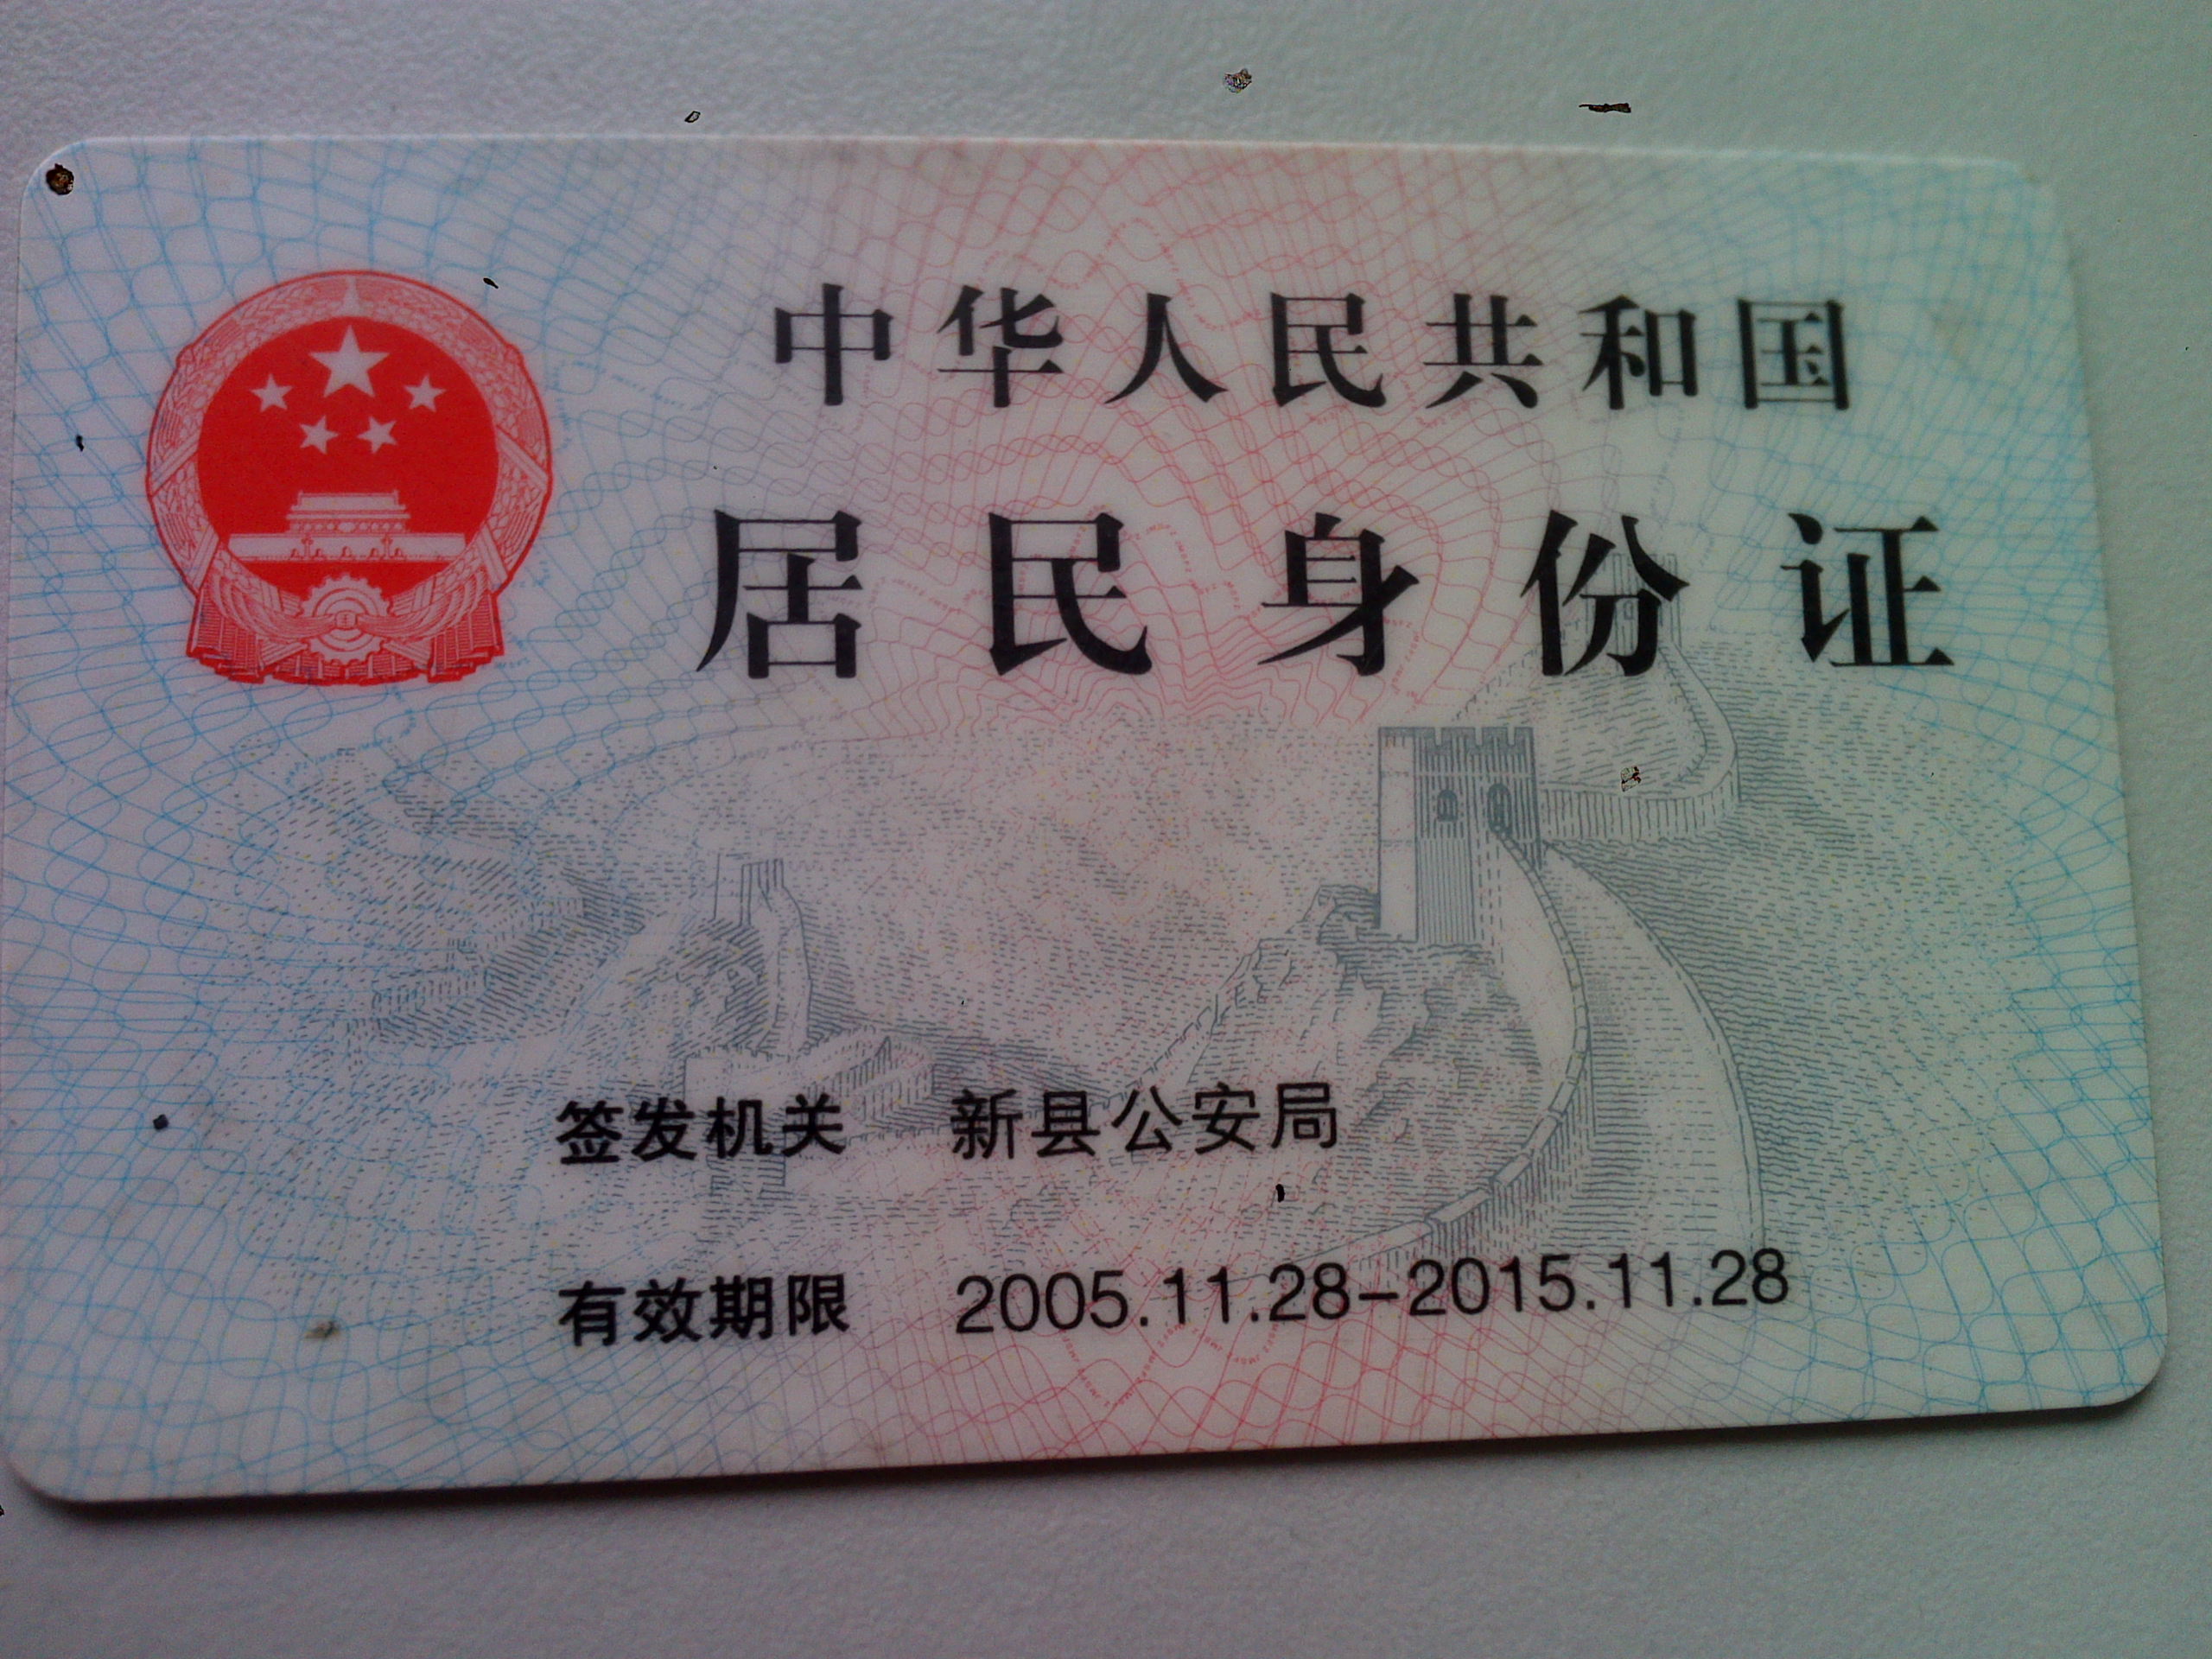 中华人民共和国
居民身份证
签发机关 新县公安局
有效期限 2005.11.28-2015.11.28